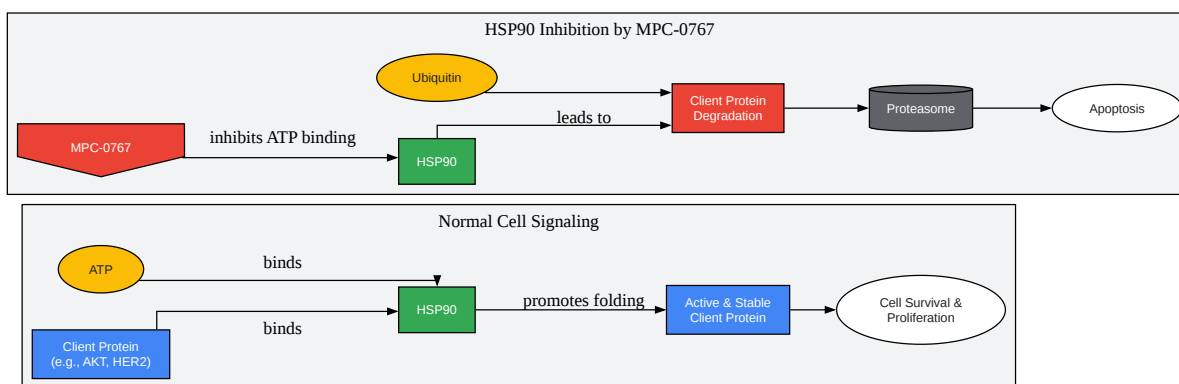 HSP90 Inhibition by MPC-0767
Ubiquitin
Client Protein
Degradation
Proteasome
Apoptosis
leads to
MPC-0767
inhibits ATP binding
HSP90
Normal Cell Signaling
ATP
binds
HSP90
promotes folding
Active & Stable
Client Protein
Cell Survival &
Proliferation
binds
Client Protein
(e.g., AKT, HER2)